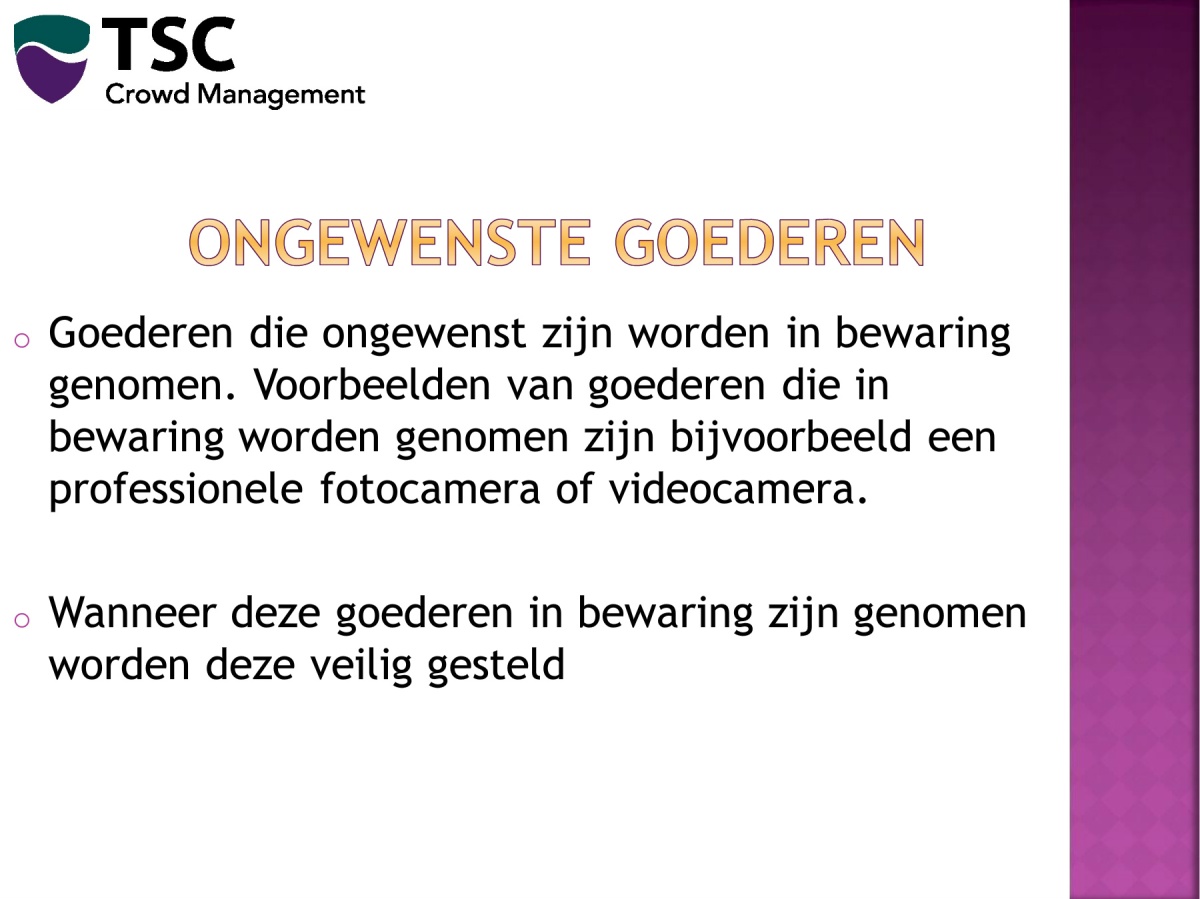 TSC
Crowd Management
ONGEWENSTE GOEDEREN
o Goederen die ongewenst zijn worden in bewaring
genomen. Voorbeelden van goederen die in
bewaring worden genomen zijn bijvoorbeeld een
professionele fotocamera of videocamera.
o Wanneer deze goederen in bewaring zijn genomen
worden deze veilig gesteld